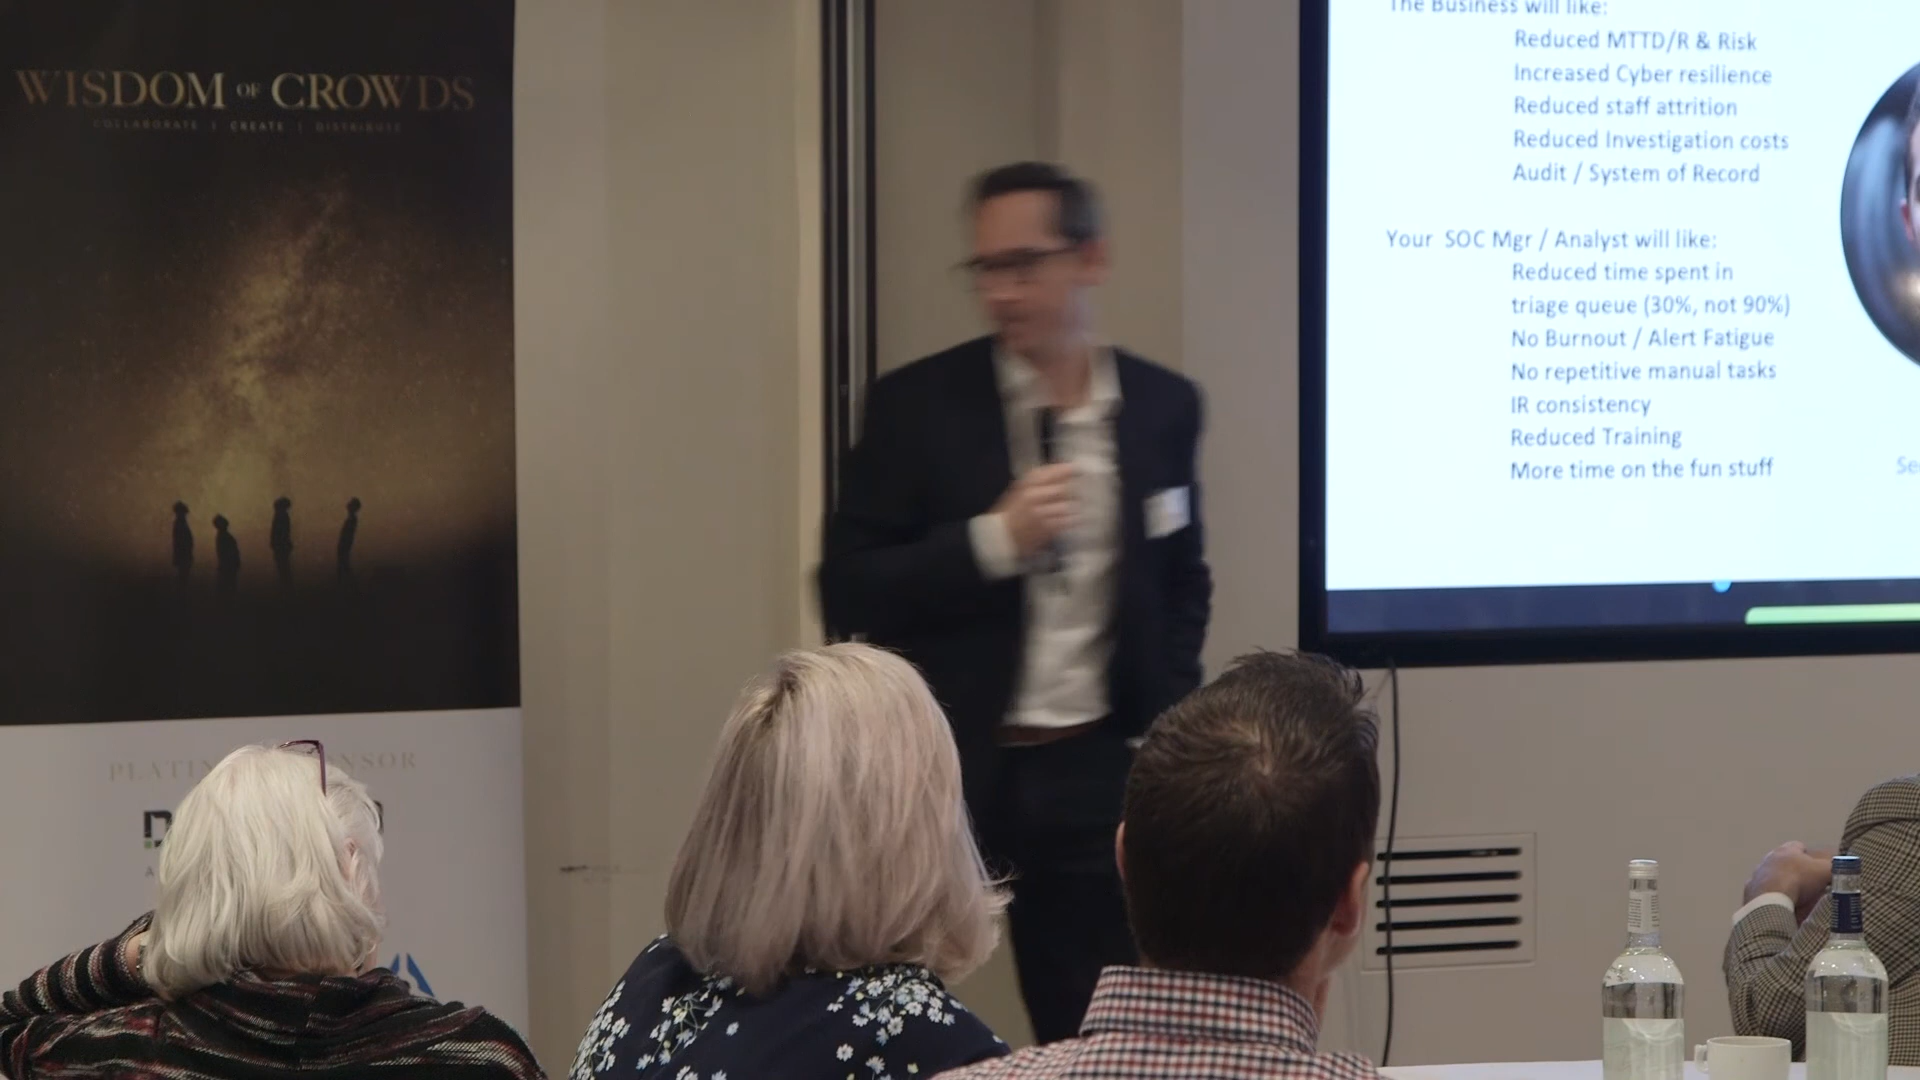 WISDOM OF CROWDS
COLLABORATE | CREATE | DISTRIBUTE
The Business will like:
Reduced MTTD/R & Risk
Increased Cyber resilience
Reduced staff attrition
Reduced Investigation costs
Audit / System of Record
Your SOC Mgr / Analyst will like:
Reduced time spent in
triage queue (30%, not 90%)
No Burnout / Alert Fatigue
No repetitive manual tasks
IR consistency
Reduced Training
More time on the fun stuff